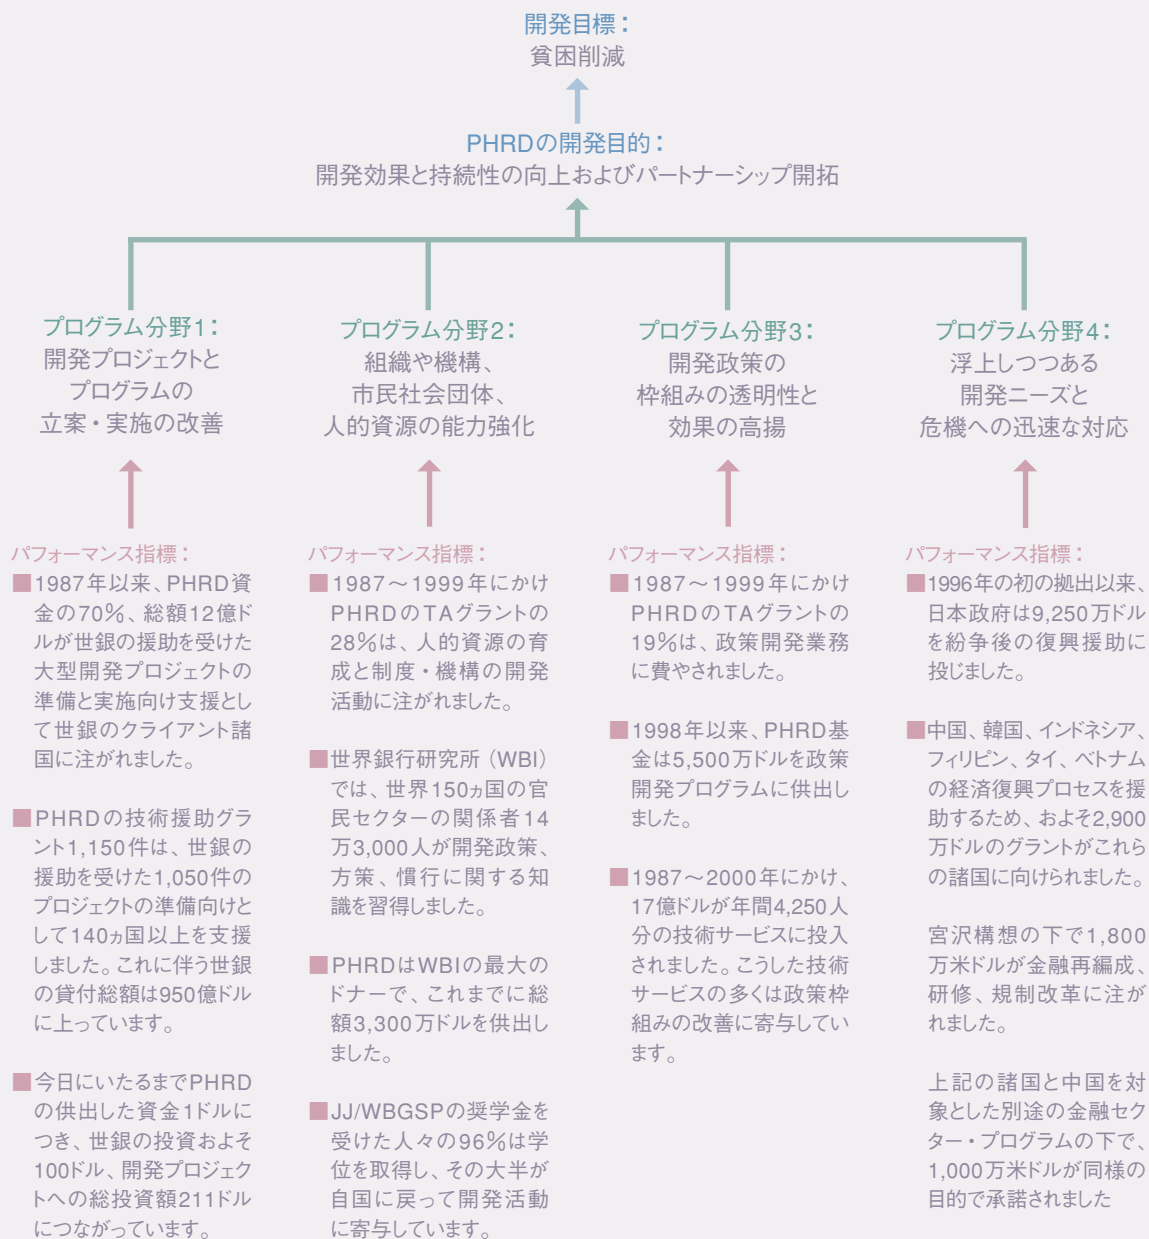 開発目標：
貧困削減
PHRDの開発目的：
開発効果と持続性の向上およびパートナーシップ開拓
プログラム分野1：
開発プロジェクトと
プログラムの
立案・実施の改善
プログラム分野2：
組織や機構、
市民社会団体、
人的資源の能力強化
プログラム分野3：
開発政策の
枠組みの透明性と
効果の高揚
プログラム分野4：
浮上しつつある
開発ニーズと
危機への迅速な対応
パフォーマンス指標：
■1987年以来、PHRD資
金の70％、総額12億ド
ルが世銀の援助を受けた
大型開発プロジェクトの
準備と実施向け支援とし
て世銀のクライアント諸
国に注がれました。
■PHRDの技術援助グラ
ント1,150件は、世銀の
援助を受けた1,050件の
プロジェクトの準備向けと
して140ヵ国以上を支援
しました。これに伴う世銀
の貸付総額は950億ドル
に上っています。
■今日にいたるまでPHRD
の供出した資金1ドルに
つき、世銀の投資およそ
100ドル、開発プロジェク
トへの総投資額211ドル
につながっています。
パフォーマンス指標：
■1987～1999年にかけ
PHRDのTAグラントの
28％は、人的資源の育
成と制度・機構の開発
活動に注がれました。
■世界銀行研究所（WBI）
では、世界150ヵ国の官
民セクターの関係者14
万3,000人が開発政策、
方策、慣行に関する知
識を習得しました。
■PHRDはWBIの最大の
ドナーで、これまでに総
額3,300万ドルを供出し
ました。
■JJ/WBGSPの奨学金を
受けた人々の96％は学
位を取得し、その大半が
自国に戻って開発活動
に寄与しています。
パフォーマンス指標：
■1987～1999年にかけ
PHRDのTAグラントの
19％は、政策開発業務
に費やされました。
■1998年以来、PHRD基
金は5,500万ドルを政策
開発プログラムに供出し
ました。
■1987～2000年にかけ、
17億ドルが年間4,250人
分の技術サービスに投入
されました。こうした技術
サービスの多くは政策枠
組みの改善に寄与してい
ます。
パフォーマンス指標：
■1996年の初の拠出以来、
日本政府は9,250万ドル
を紛争後の復興援助に
投じました。
■中国、韓国、インドネシア、
フィリピン、タイ、ベトナム
の経済復興プロセスを援
助するため、およそ2,900
万ドルのグラントがこれら
の諸国に向けられました。
宮沢構想の下で1,800
万米ドルが金融再編成、
研修、規制改革に注が
れました。
上記の諸国と中国を対
象とした別途の金融セク
ター・プログラムの下で、
1,000万米ドルが同様の
目的で承諾されました